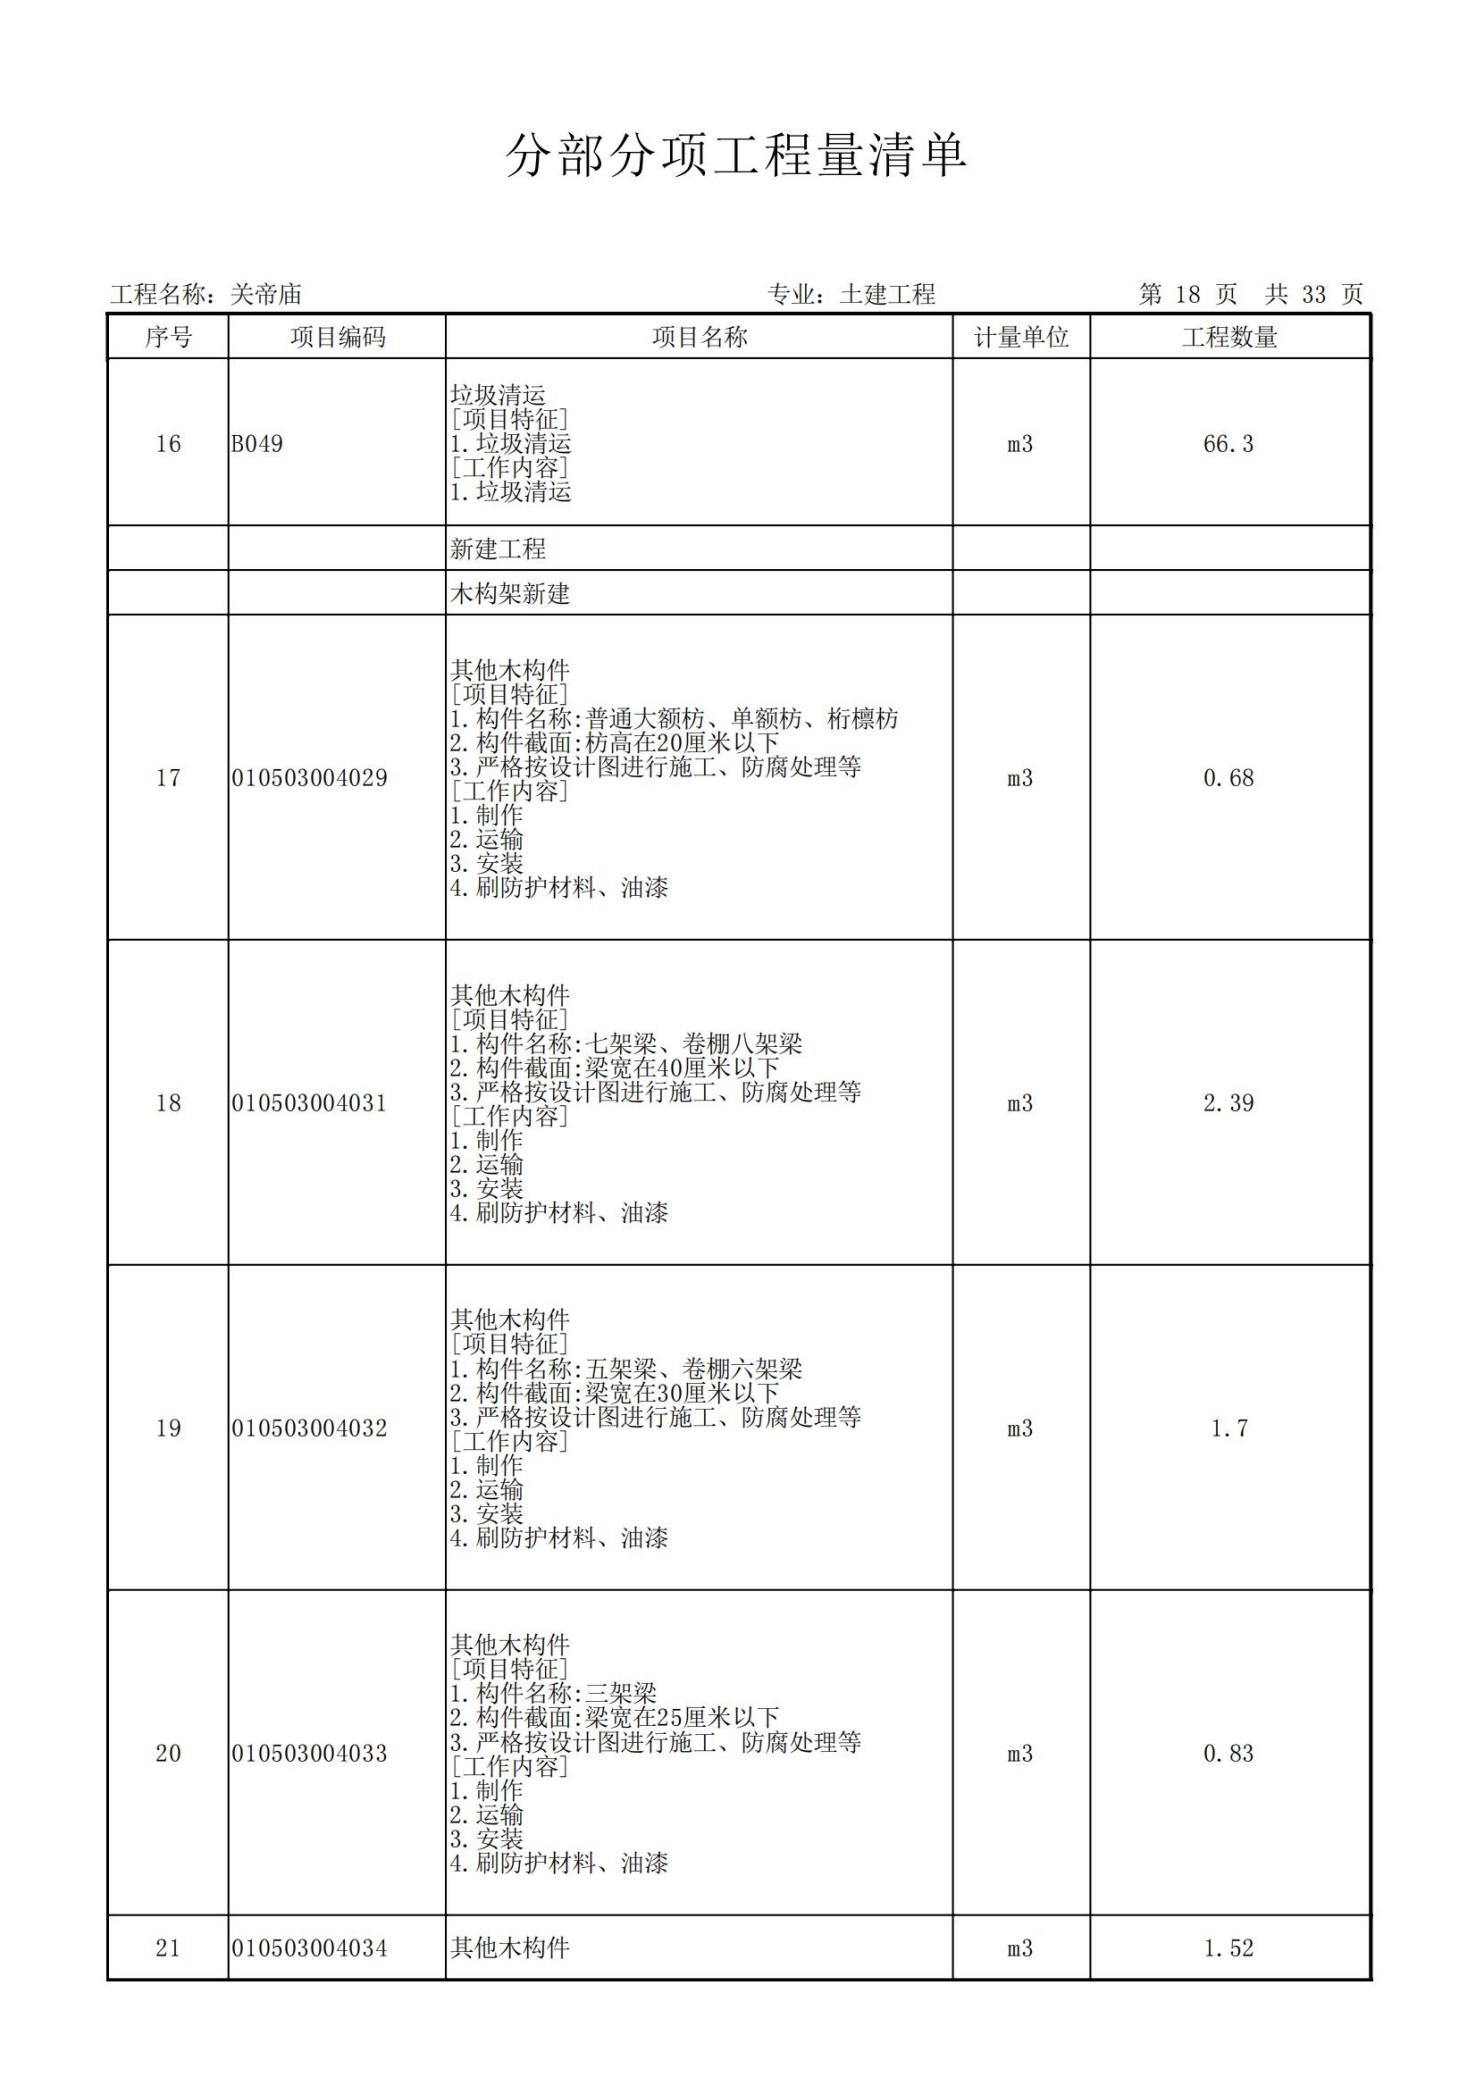 分部分项工程量清单
工程名称：关帝庙 专业：土建工程 第 18 页 共 33 页
序号 项目编码 项目名称 计量单位 工程数量
16 B049 垃圾清运 m3 66.3
[项目特征]
1.垃圾清运
[工作内容]
1.垃圾清运
新建工程
木构架新建
17 010503004029 其他木构件 m3 0.68
[项目特征]
1.构件名称:普通大额枋、单额枋、桁檩枋
2.构件截面:枋高在20厘米以下
3.严格按设计图进行施工、防腐处理等
[工作内容]
1.制作
2.运输
3.安装
4.刷防护材料、油漆
18 010503004031 其他木构件 m3 2.39
[项目特征]
1.构件名称:七架梁、卷棚八架梁
2.构件截面:梁宽在40厘米以下
3.严格按设计图进行施工、防腐处理等
[工作内容]
1.制作
2.运输
3.安装
4.刷防护材料、油漆
19 010503004032 其他木构件 m3 1.7
[项目特征]
1.构件名称:五架梁、卷棚六架梁
2.构件截面:梁宽在30厘米以下
3.严格按设计图进行施工、防腐处理等
[工作内容]
1.制作
2.运输
3.安装
4.刷防护材料、油漆
20 010503004033 其他木构件 m3 0.83
[项目特征]
1.构件名称:三架梁
2.构件截面:梁宽在25厘米以下
3.严格按设计图进行施工、防腐处理等
[工作内容]
1.制作
2.运输
3.安装
4.刷防护材料、油漆
21 010503004034 其他木构件 m3 1.52